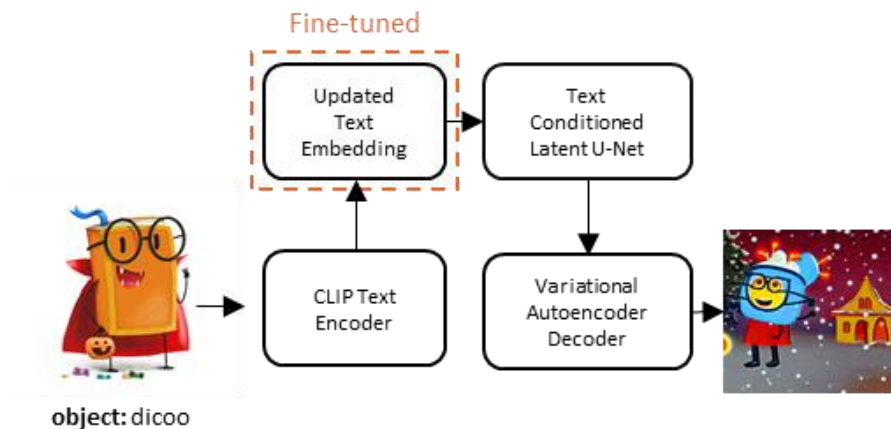 Fine-tuned
Updated
Text
Embedding
Text
Conditioned
Latent U-Net
CLIP Text
Encoder
Variational
Autoencoder
Decoder
object: dicoo